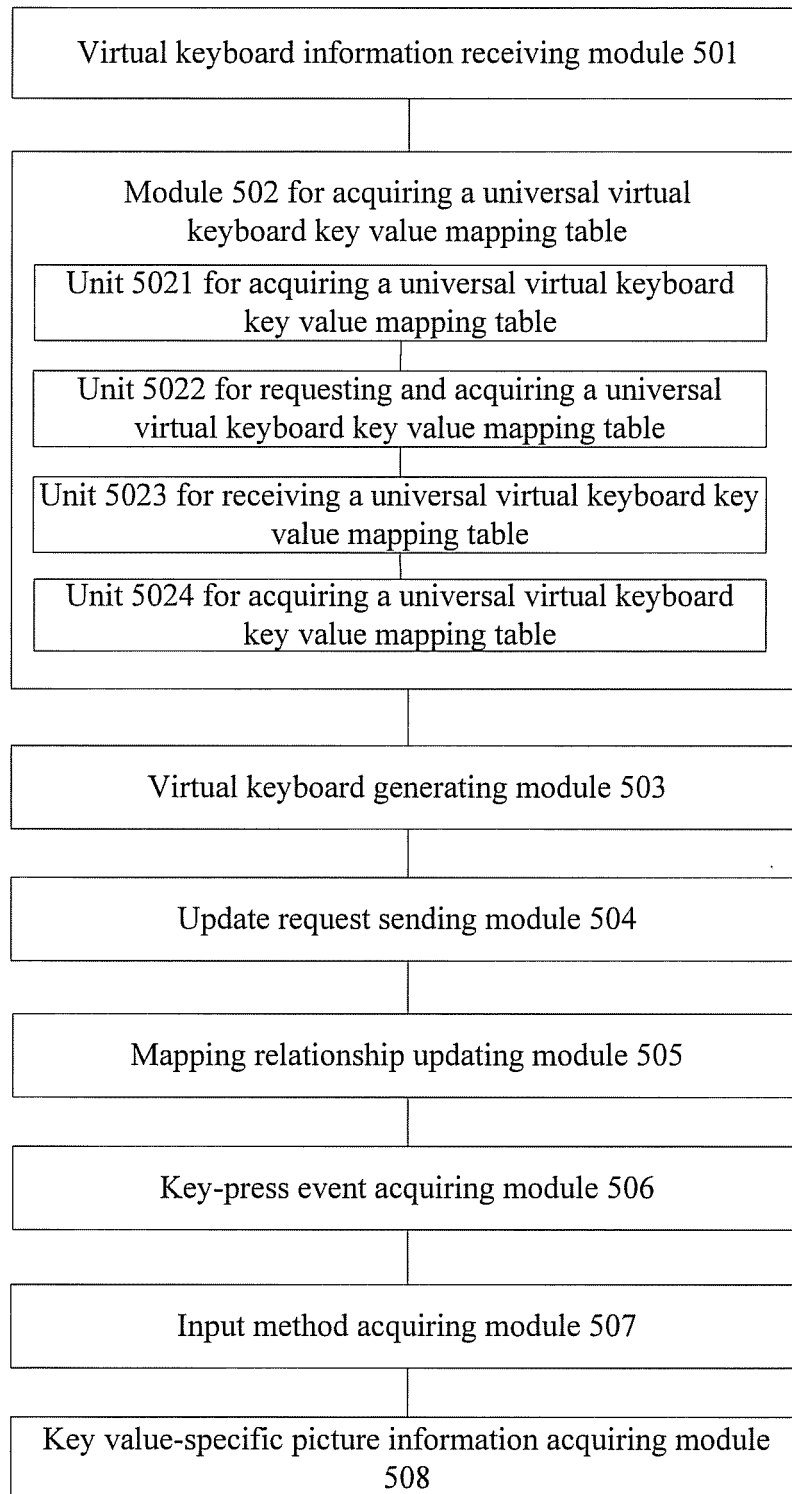 Virtual keyboard information receiving module 501
Module 502 for acquiring a universal virtual
keyboard key value mapping table
Unit 5021 for acquiring a universal virtual keyboard
key value mapping table
Unit 5022 for requesting and acquiring a universal
virtual keyboard key value mapping table
Unit 5023 for receiving a universal virtual keyboard key
value mapping table
Unit 5024 for acquiring a universal virtual keyboard
key value mapping table
Virtual keyboard generating module 503
Update request sending module 504
Mapping relationship updating module 505
Key-press event acquiring module 506
Input method acquiring module 507
Key value-specific picture information acquiring module
508